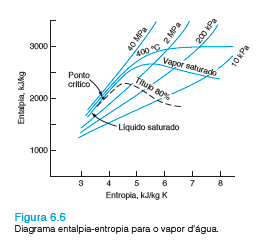 40 MPa
2 MPa
200 kPa
10 kPa
400 °C
Vapor saturado
Ponto
crítico
Título 80%
Líquido saturado
Entalpia, kJ/kg
3000
2000
1000
3 4 5 6 7 8
Entropia, kJ/kg K
Figura 6.6
Diagrama entalpia-entropia para o vapor d'água.